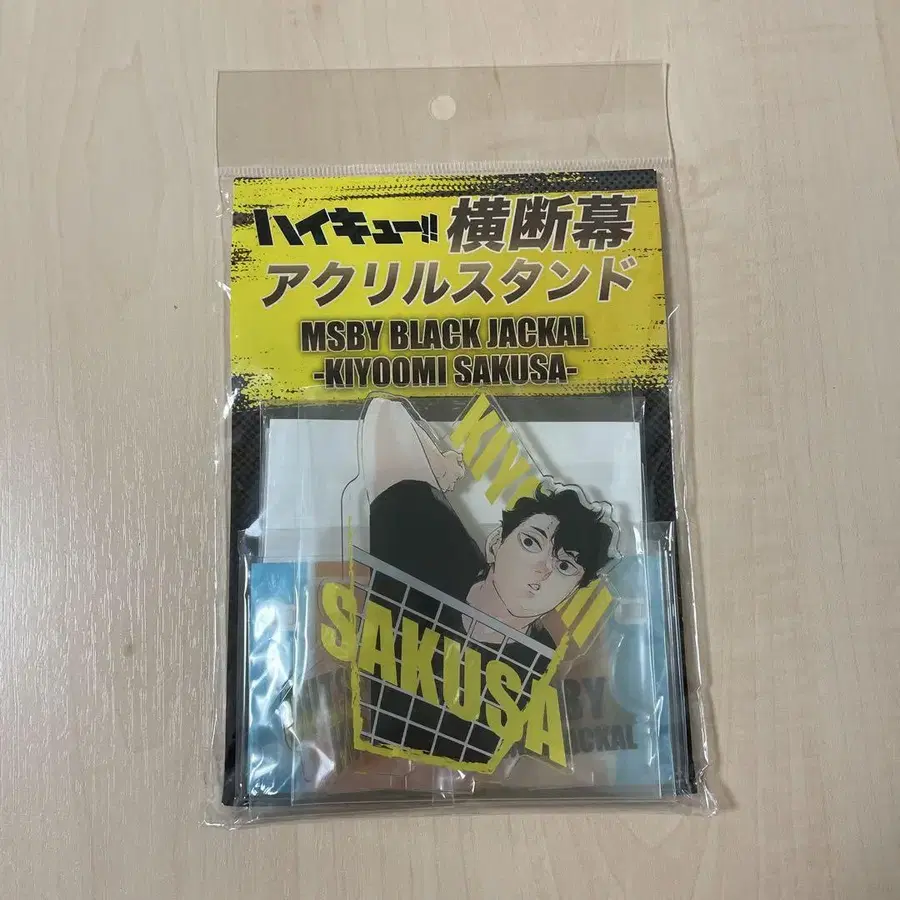 ハイキュー!! 横断幕
アクリルスタンド
MSBY BLACK JACKAL
-KIYOOMI SAKUSA-
SAKUSA
JACKAL